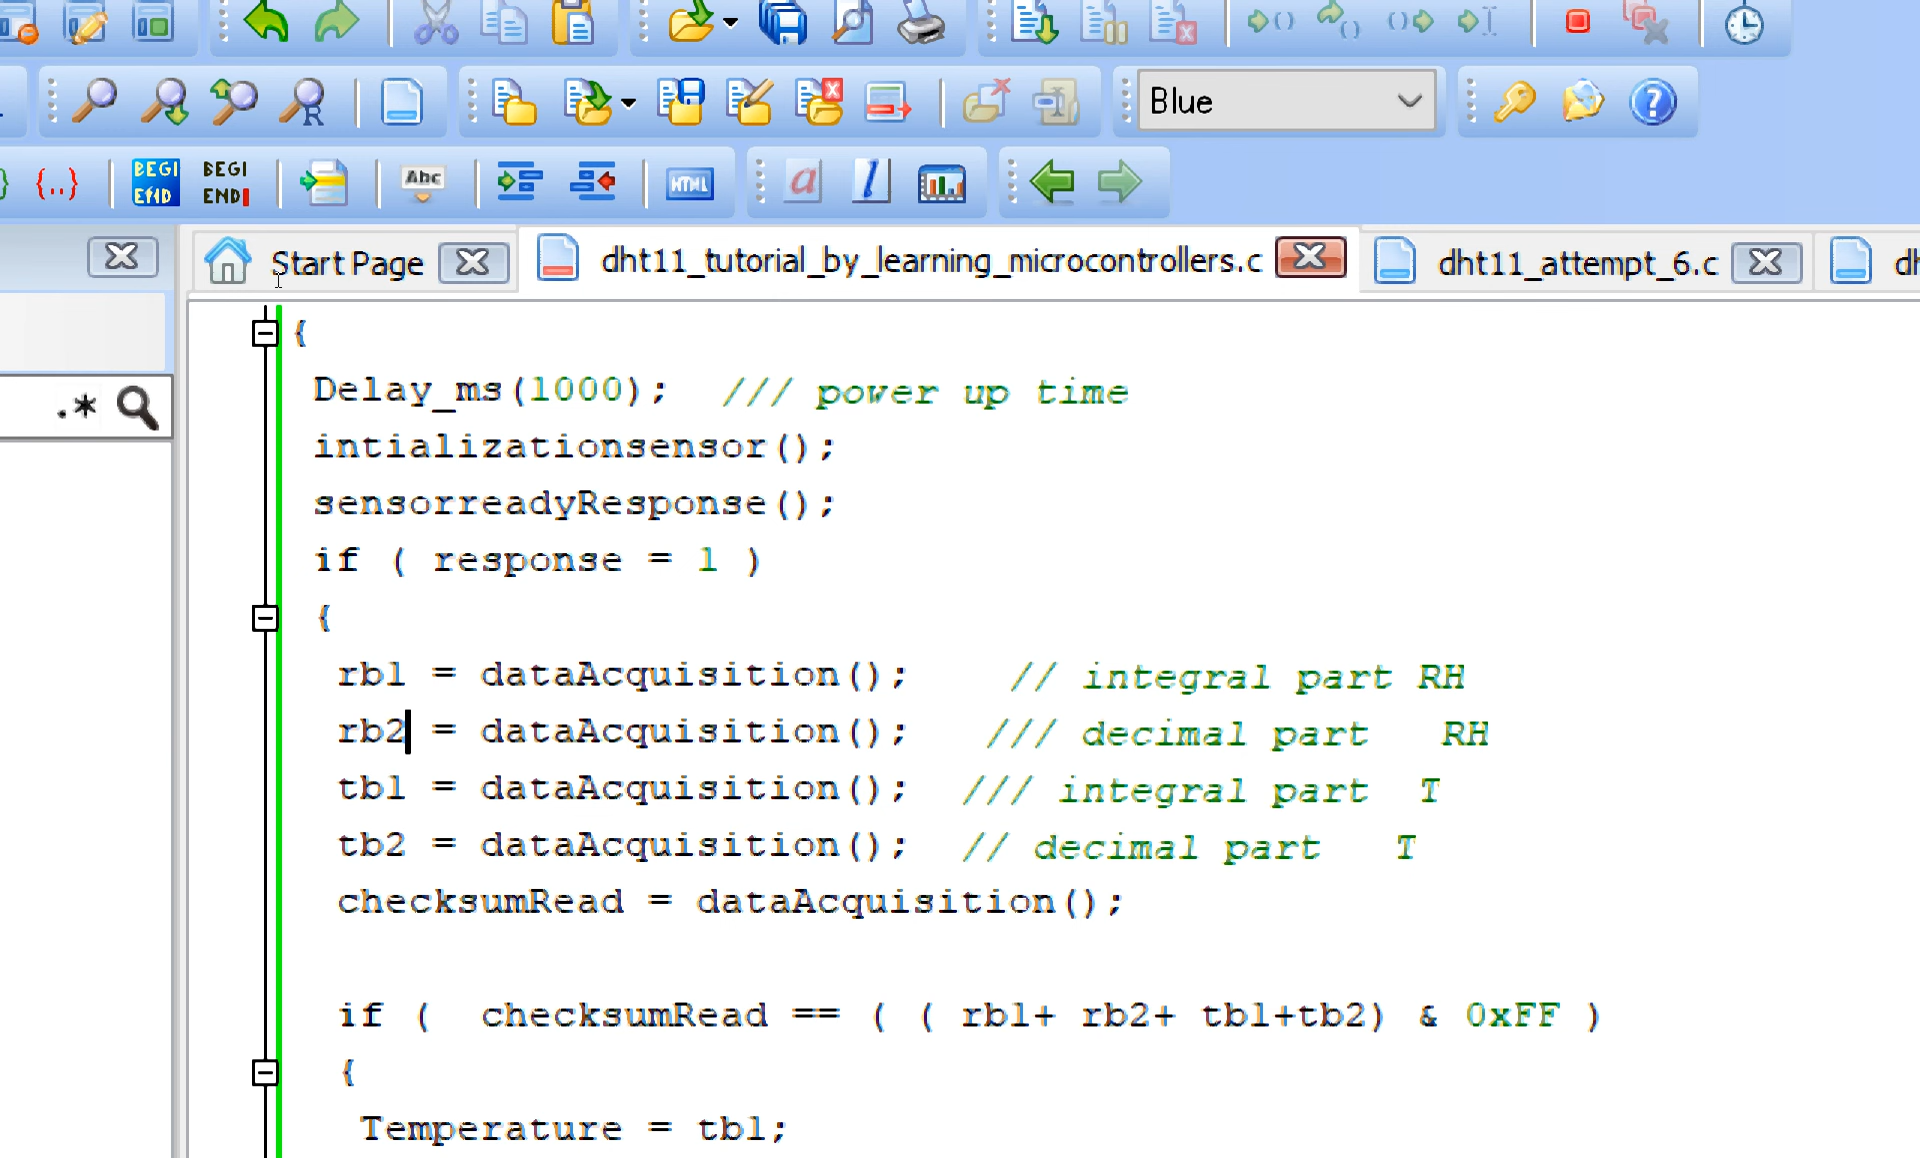 Blue
{..} BEGI END BEGI END Abc HTML
Start Page dht11_tutorial_by_learning_microcontrollers.c dht11_attempt_6.c
.*
{
Delay_ms(1000); /// power up time
intializationsensor();
sensorreadyResponse();
if ( response = 1 )
{
rb1 = dataAcquisition(); // integral part RH
rb2 = dataAcquisition(); /// decimal part RH
tb1 = dataAcquisition(); /// integral part T
tb2 = dataAcquisition(); // decimal part T
checksumRead = dataAcquisition();
if ( checksumRead == ( ( rb1+ rb2+ tb1+tb2) & 0xFF )
{
Temperature = tb1;